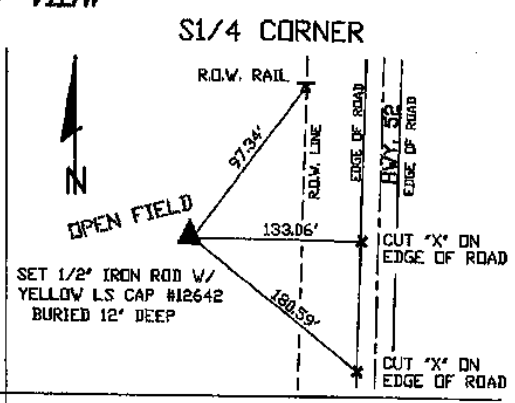 VIEW
S1/4 CORNER
R.O.W. RAIL
97.34'
R.O.W. LINE
EDGE OF ROAD
HWY. 52
EDGE OF ROAD
N
OPEN FIELD
133.06'
CUT "X" ON
EDGE OF ROAD
SET 1/2" IRON ROD W/
YELLOW LS CAP #12642
BURIED 12" DEEP
180.59'
CUT "X" ON
EDGE OF ROAD